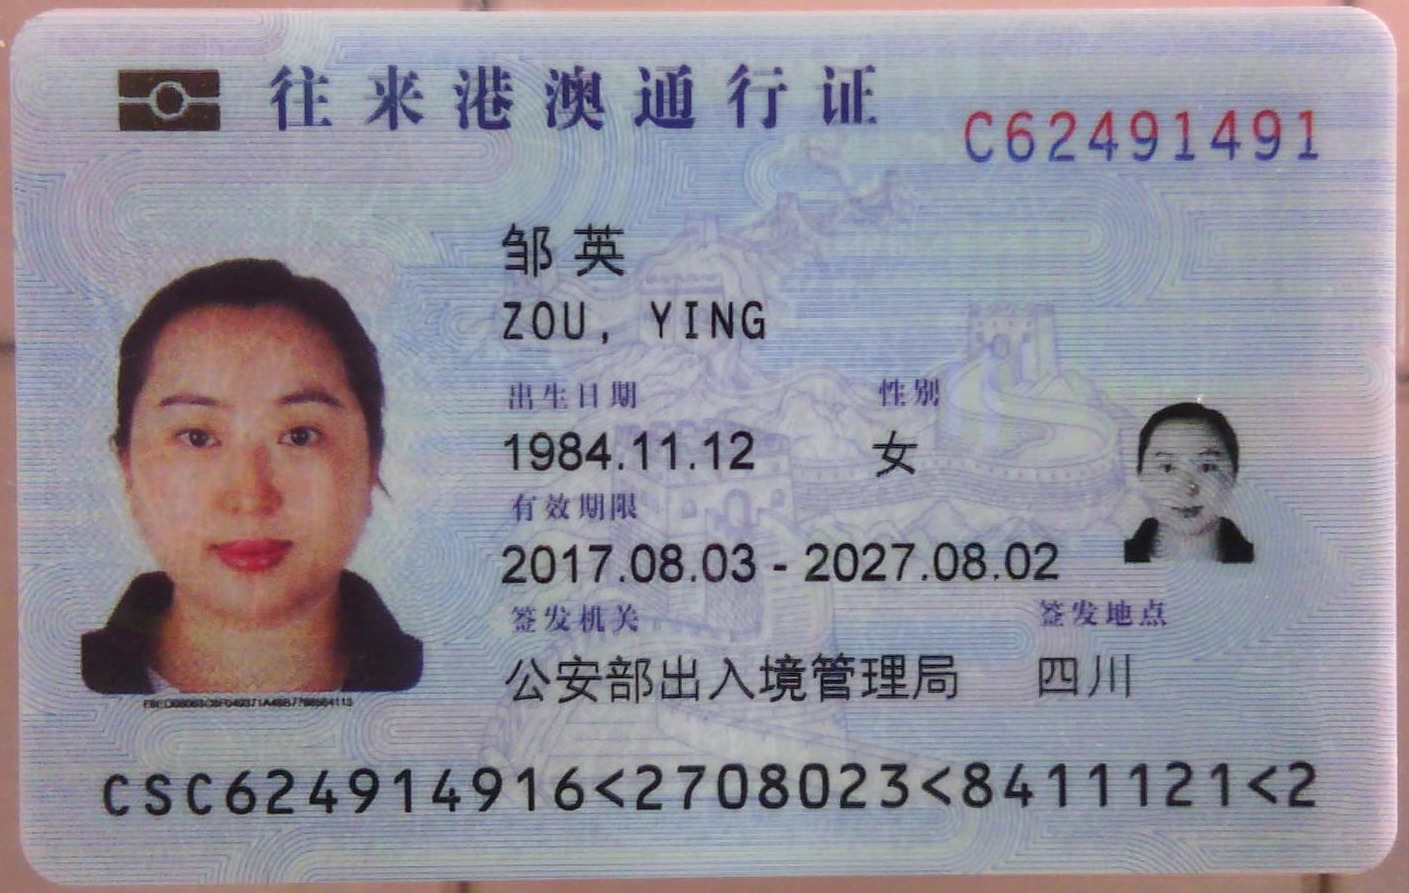 往来港澳通行证
C62491491
邹英
ZOU, YING
出生日期 性别
1984.11.12 女
有效期限
2017.08.03 - 2027.08.02
签发机关 签发地点
公安部出入境管理局 四川
CSC624914916<2708023<8411121<2